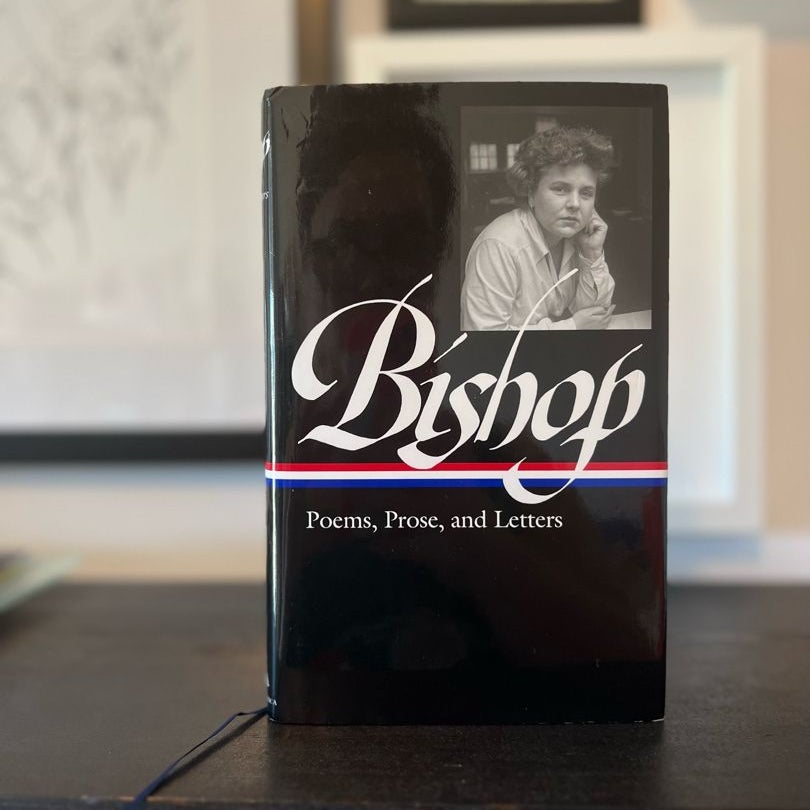 Bishop
Poems, Prose, and Letters